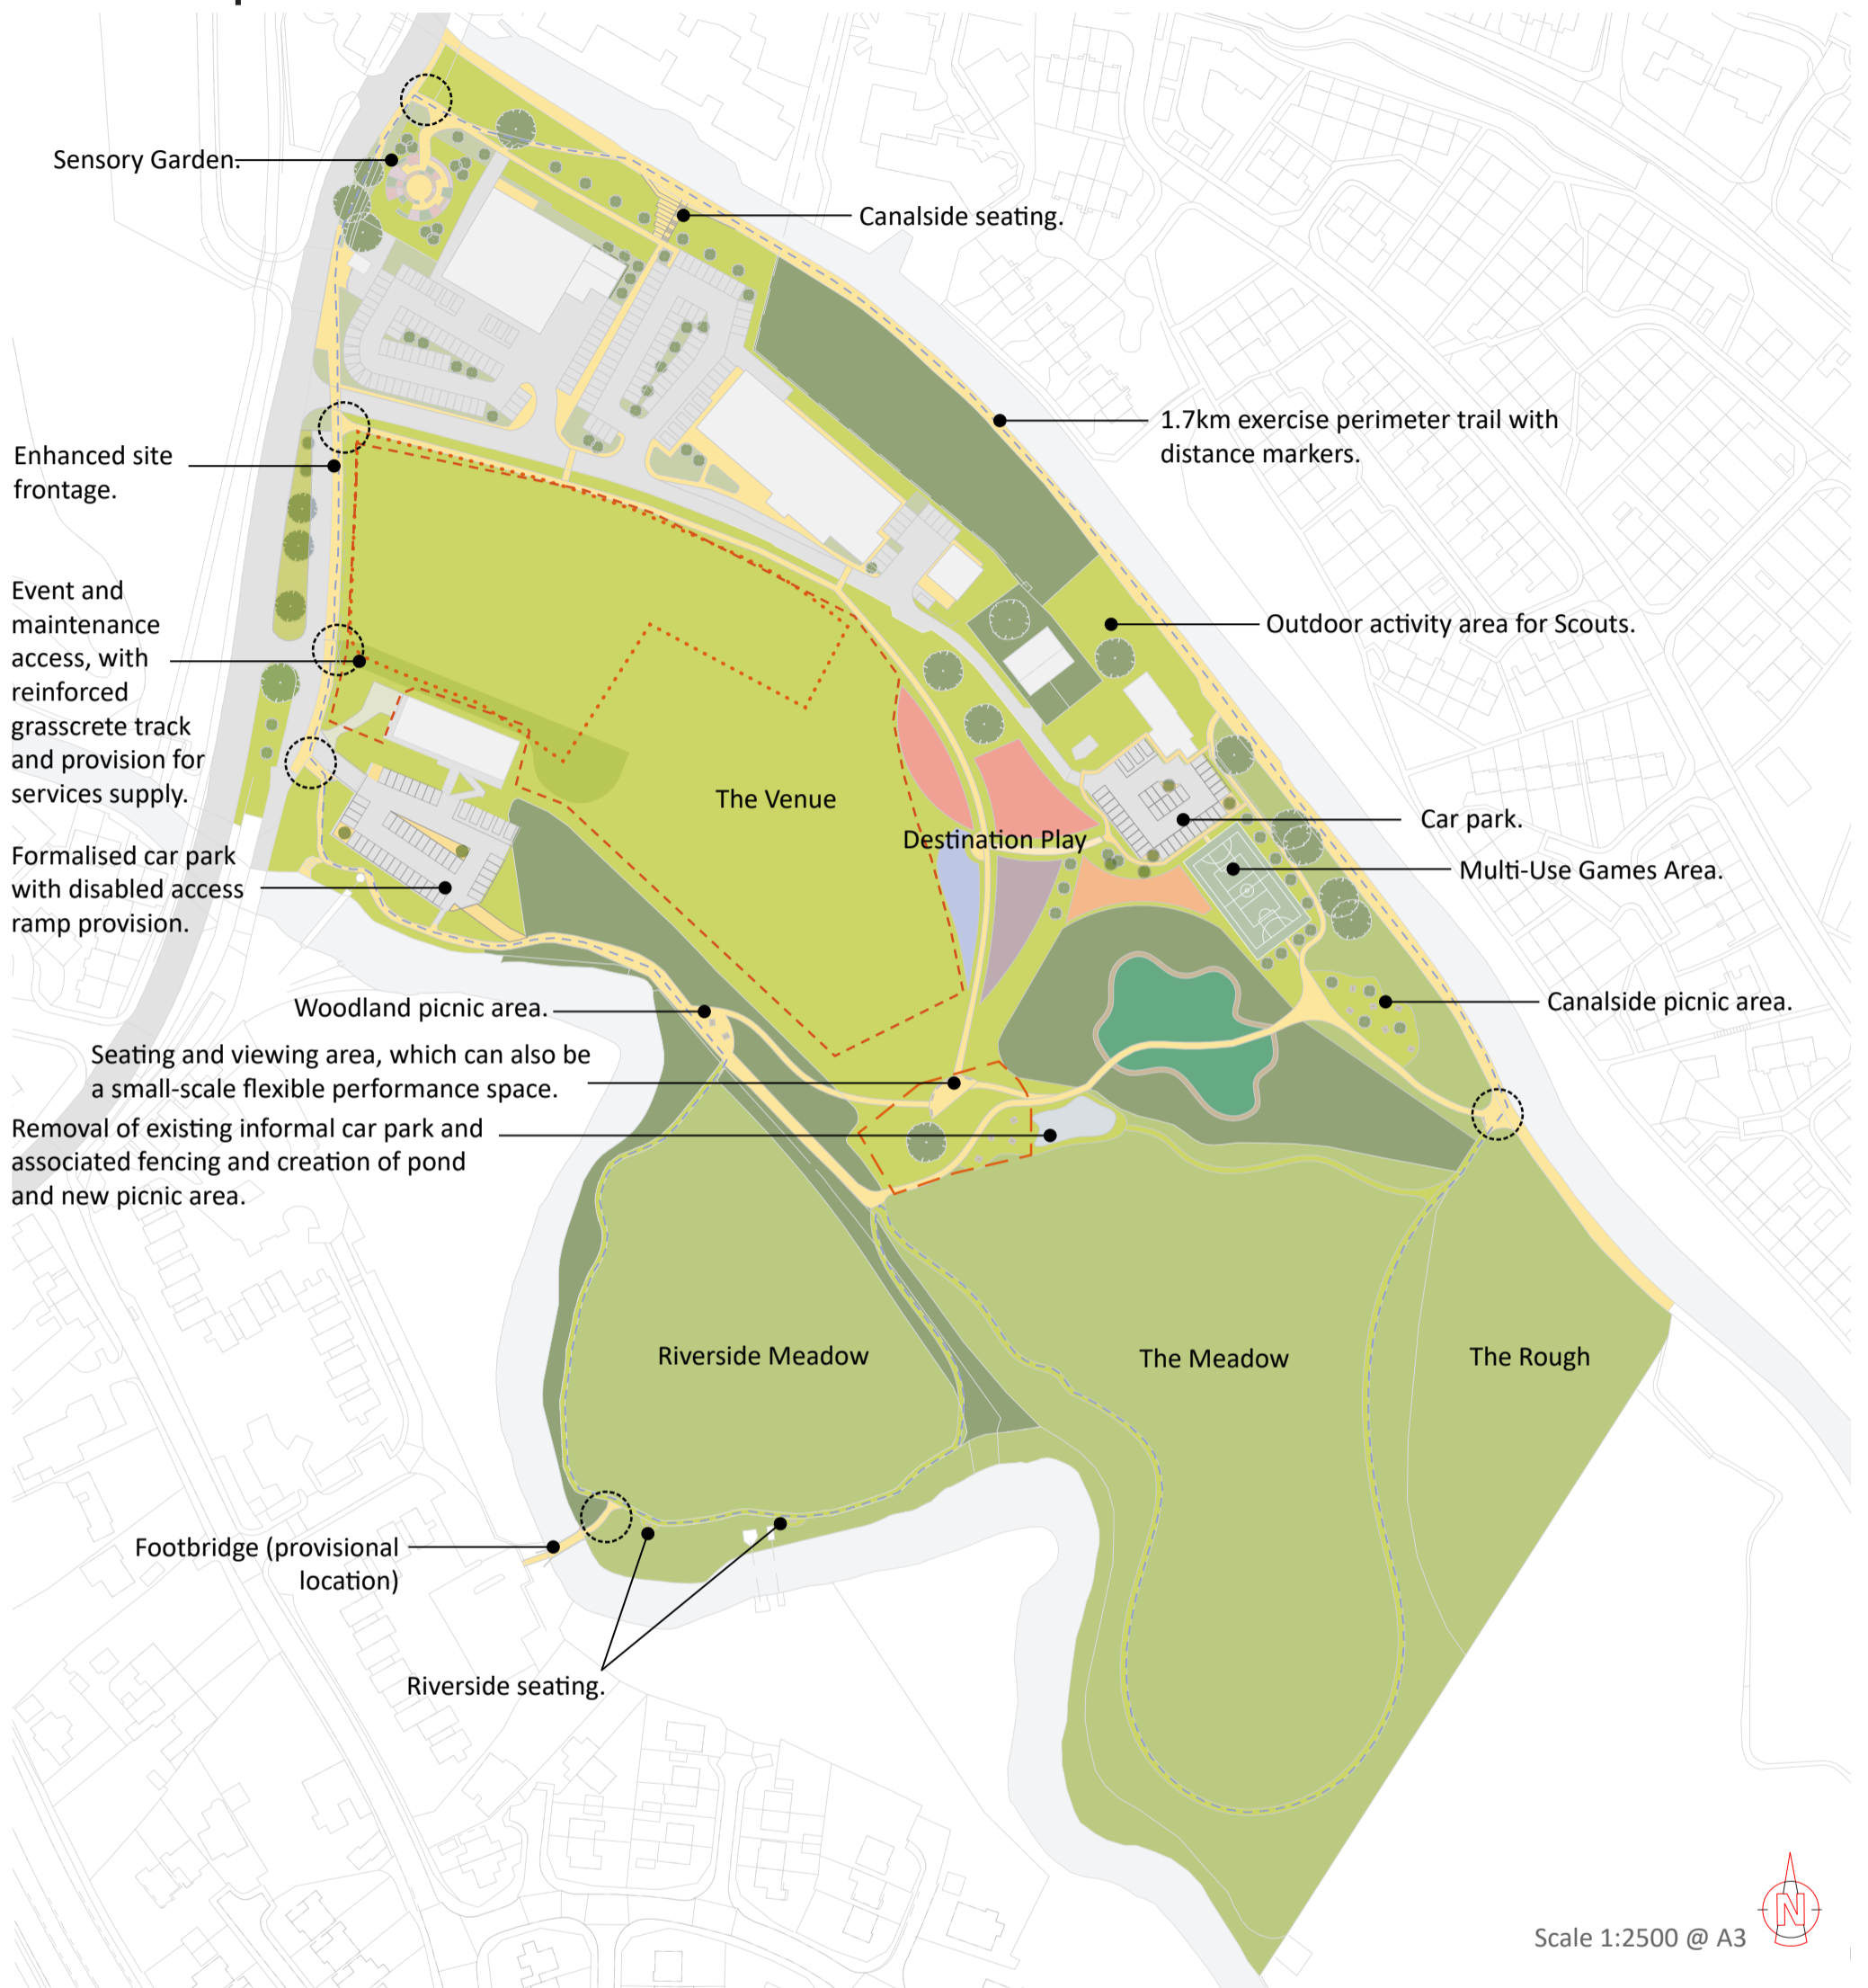 Sensory Garden.
Canalside seating.
1.7km exercise perimeter trail with
distance markers.
Enhanced site
frontage.
Event and
maintenance
access, with
reinforced
grasscrete track
and provision for
services supply.
Outdoor activity area for Scouts.
The Venue
Destination Play
Car park.
Formalised car park
with disabled access
ramp provision.
Multi-Use Games Area.
Woodland picnic area.
Canalside picnic area.
Seating and viewing area, which can also be
a small-scale flexible performance space.
Removal of existing informal car park and
associated fencing and creation of pond
and new picnic area.
Riverside Meadow
The Meadow
The Rough
Footbridge (provisional
location)
Riverside seating.
Scale 1:2500 @ A3
N